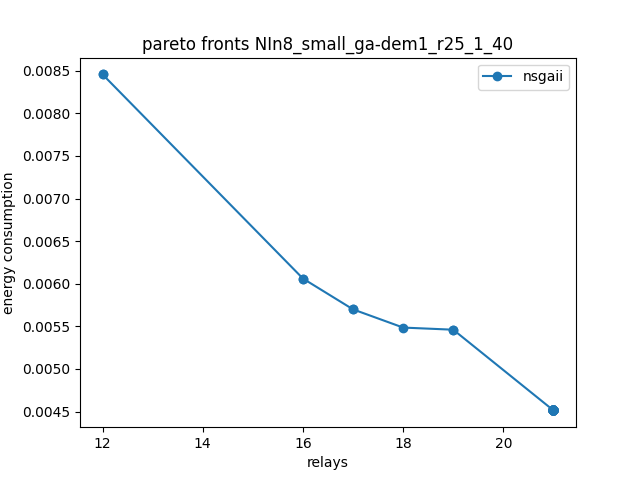 pareto fronts NIn8_small_ga-dem1_r25_1_40
nsgaii
0.0085
0.0080
0.0075
0.0070
0.0065
0.0060
0.0055
0.0050
0.0045
energy consumption
12 14 16 18 20
relays